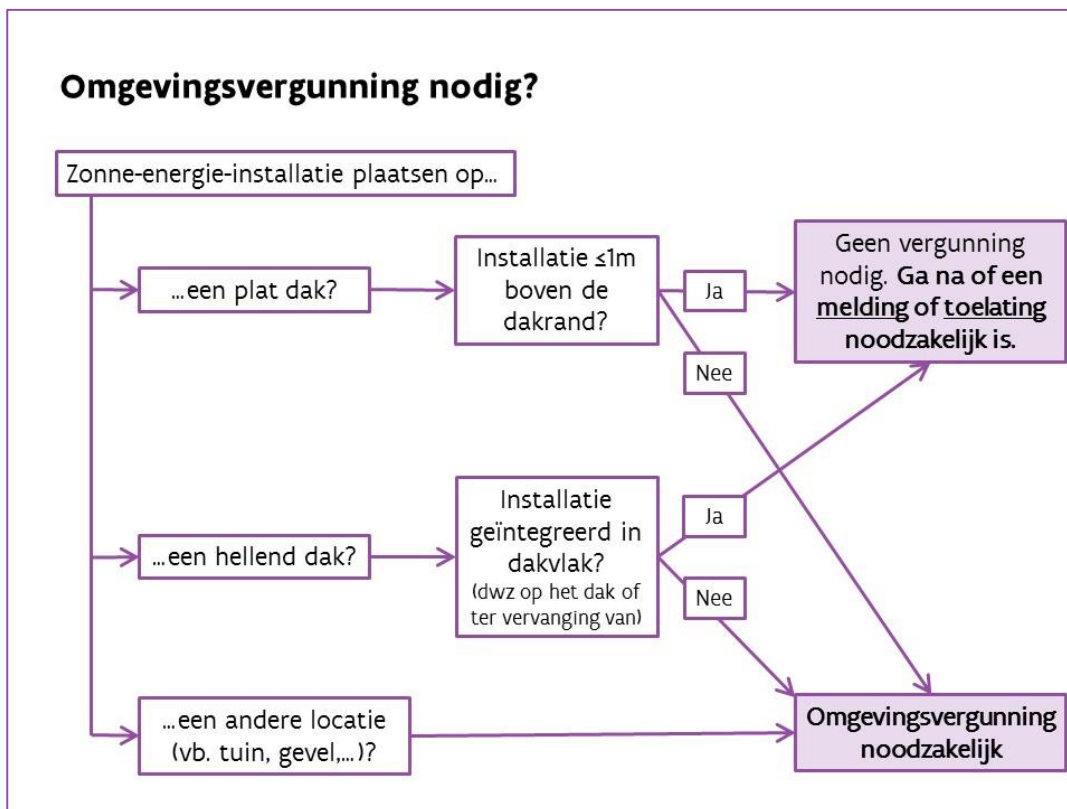 Omgevingsvergunning nodig?
Zonne-energie-installatie plaatsen op...
...een plat dak?
Installatie ≤1m
boven de
dakrand?
Ja
Nee
Geen vergunning
nodig. Ga na of een
melding of toelating
noodzakelijk is.
...een hellend dak?
Installatie
geïntegreerd in
dakvlak?
(dwz op het dak of
ter vervanging van)
Ja
Nee
...een andere locatie
(vb. tuin, gevel,...)?
Omgevingsvergunning
noodzakelijk